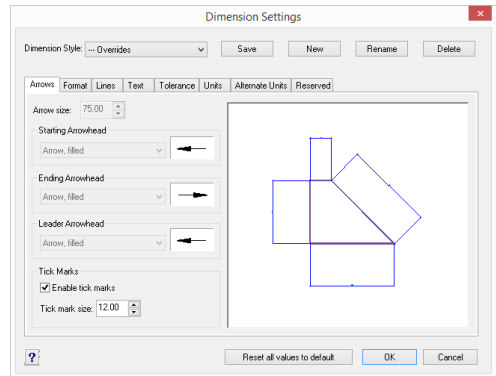 Dimension Settings
Dimension Style: --- Overrides Save New Rename Delete
Arrows Format Lines Text Tolerance Units Alternate Units Reserved
Arrow size: 75.00
Starting Arrowhead
Arrow, filled
Ending Arrowhead
Arrow, filled
Leader Arrowhead
Arrow, filled
Tick Marks
Enable tick marks
Tick mark size: 12.00
? Reset all values to default OK Cancel